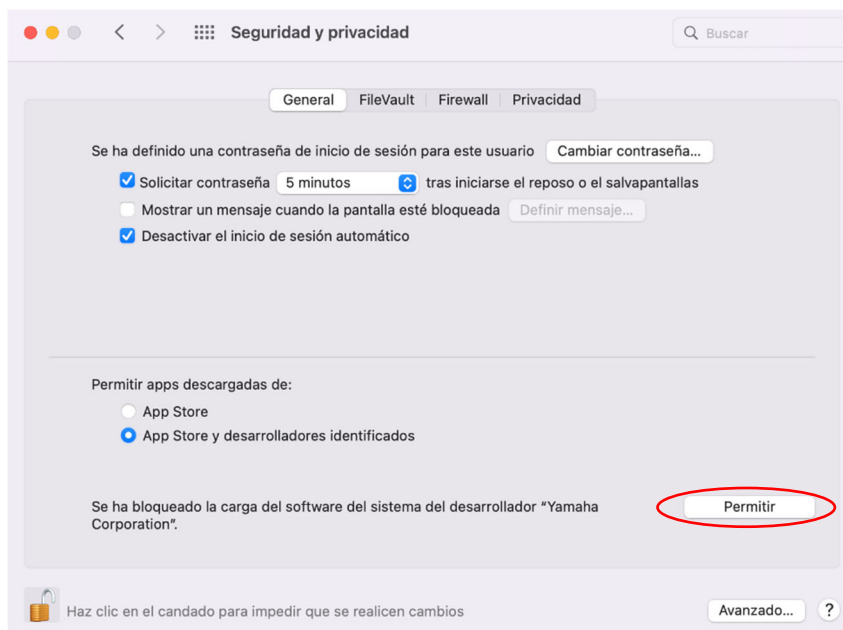 Seguridad y privacidad
Buscar
General FileVault Firewall Privacidad
Se ha definido una contraseña de inicio de sesión para este usuario Cambiar contraseña...
Solicitar contraseña 5 minutos tras iniciarse el reposo o el salvapantallas
Mostrar un mensaje cuando la pantalla esté bloqueada Definir mensaje...
Desactivar el inicio de sesión automático
Permitir apps descargadas de:
App Store
App Store y desarrolladores identificados
Se ha bloqueado la carga del software del sistema del desarrollador “Yamaha
Corporation”.
Permitir
Haz clic en el candado para impedir que se realicen cambios
Avanzado... ?